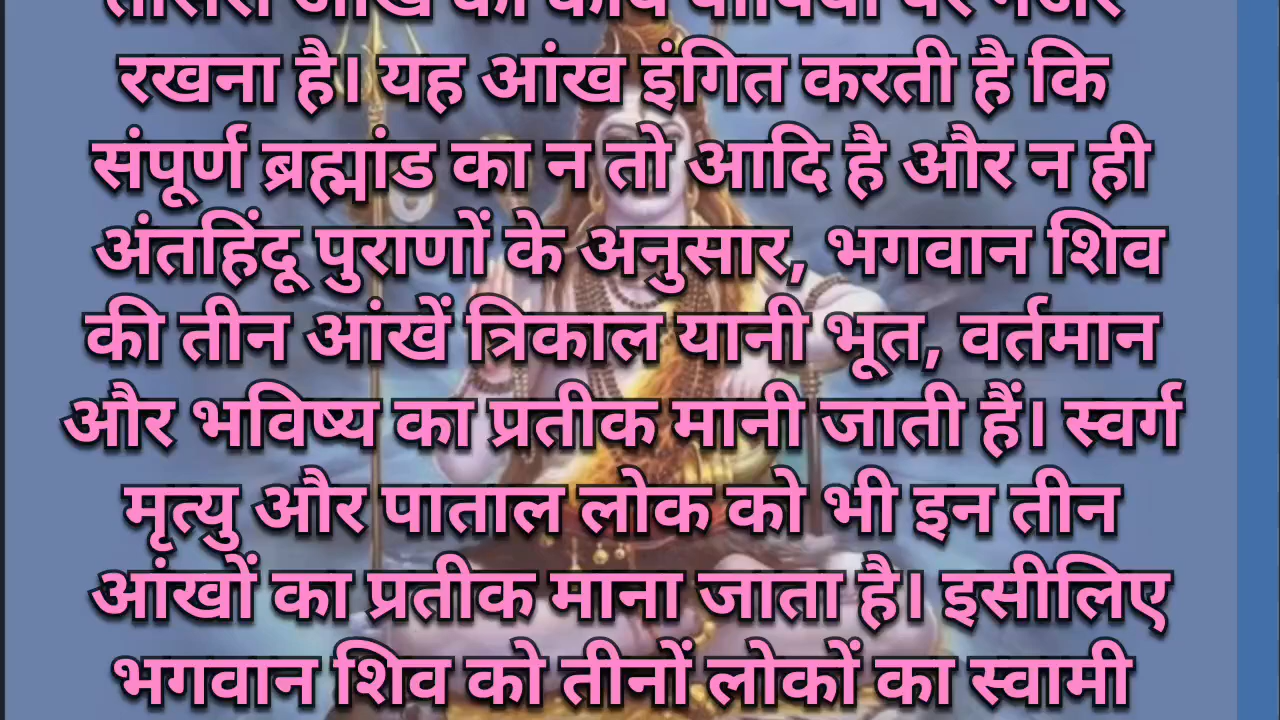 रखना है। यह आंख इंगित करती है कि
संपूर्ण ब्रह्मांड का न तो आदि है और न ही
अंतहिंदू पुराणों के अनुसार, भगवान शिव
की तीन आंखें त्रिकाल यानी भूत, वर्तमान
और भविष्य का प्रतीक मानी जाती हैं। स्वर्ग
मृत्यु और पाताल लोक को भी इन तीन
आंखों का प्रतीक माना जाता है। इसीलिए
भगवान शिव को तीनों लोकों का स्वामी